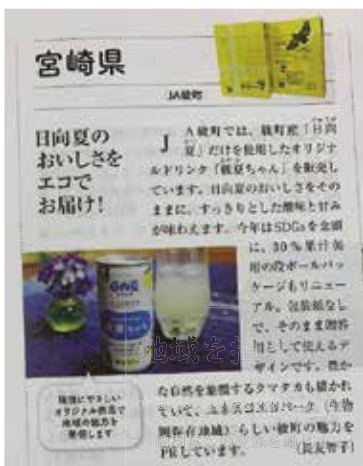 宮崎県
JA綾町
日向夏の
おいしさを
エコで
お届け!
JA綾町では、綾町産「日向
夏」だけを使用したオリジナ
ルドリンク「綾夏ちゃん」を販売し
ています。日向夏のおいしさをその
ままに、すっきりとした酸味と甘み
が味わえます。今年はSDGsを念頭
に、30%果汁飲
用の段ボールパッ
ケージもリニュー
アル。包装紙なし
で、そのまま贈答
用として使えるデ
ザインです。豊か
な自然を象徴するクマタカも描かれ
ていて、ユネスコエコパーク(生物
圏保存地域)らしい綾町の魅力を
PRしています。(長友智子)
環境にやさしい
オリジナル商品で
地域の魅力を
発信します
地域を